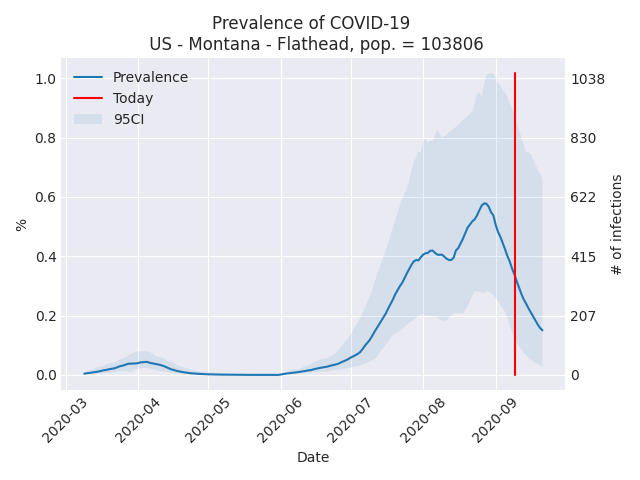 Prevalence of COVID-19
US - Montana - Flathead, pop. = 103806
Prevalence
Today
95CI
%
1.0
0.8
0.6
0.4
0.2
0.0
1038
830
622
415
207
0
# of infections
2020-03
2020-04
2020-05
2020-06
2020-07
2020-08
2020-09
Date